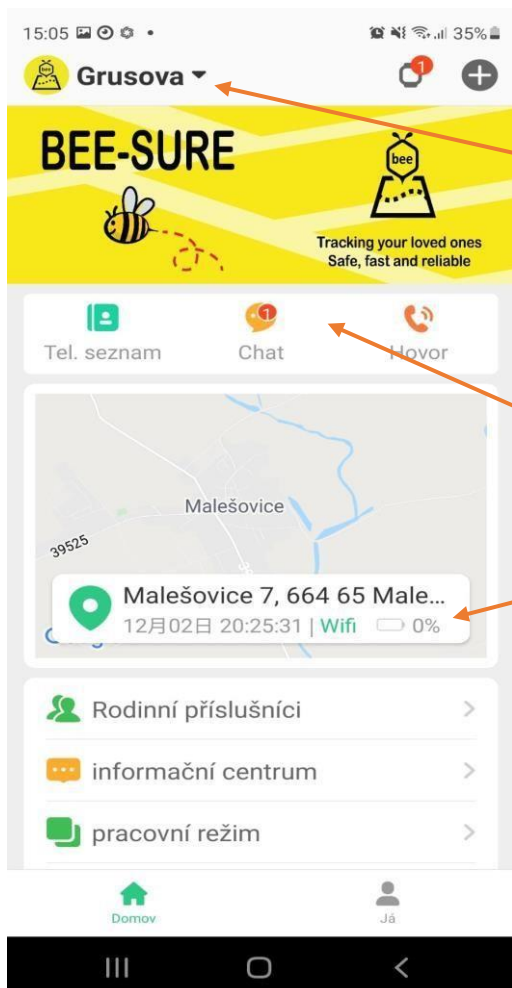 15:05
35%
Grusova
1
BEE-SURE
bee
Tracking your loved ones
Safe, fast and reliable
1
Tel. seznam
Chat
Hovor
Malešovice
39525
Malešovice 7, 664 65 Male...
12月02日 20:25:31 | Wifi 0%
Rodinní příslušníci
informační centrum
pracovní režim
Domov
Já